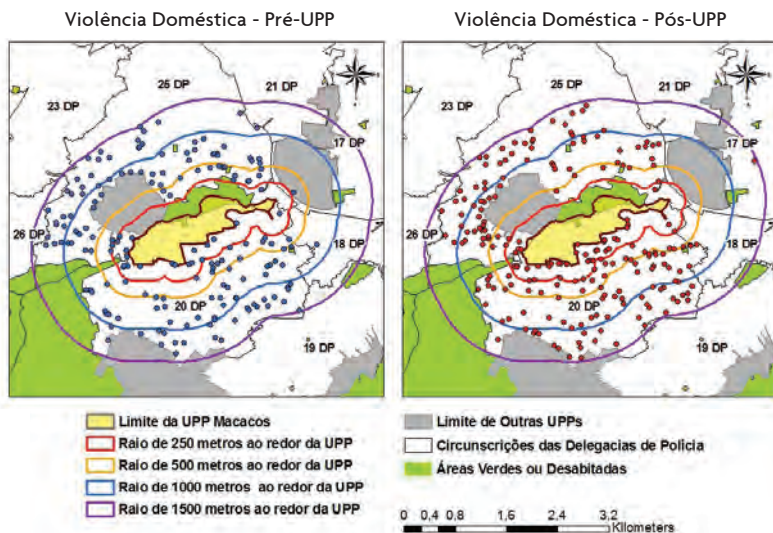 Violência Doméstica - Pré-UPP
Violência Doméstica - Pós-UPP
25 DP
21 DP
23 DP
17 DP
26 DP
18 DP
20 DP
19 DP
25 DP
21 DP
23 DP
17 DP
26 DP
18 DP
20 DP
19 DP
Limite da UPP Macacos
Raio de 250 metros ao redor da UPP
Raio de 500 metros ao redor da UPP
Raio de 1000 metros ao redor da UPP
Raio de 1500 metros ao redor da UPP
Limite de Outras UPPs
Circunscrições das Delegacias de Polícia
Áreas Verdes ou Desabitadas
0 0,4 0,8 1,6 2,4 3,2
Kilometers